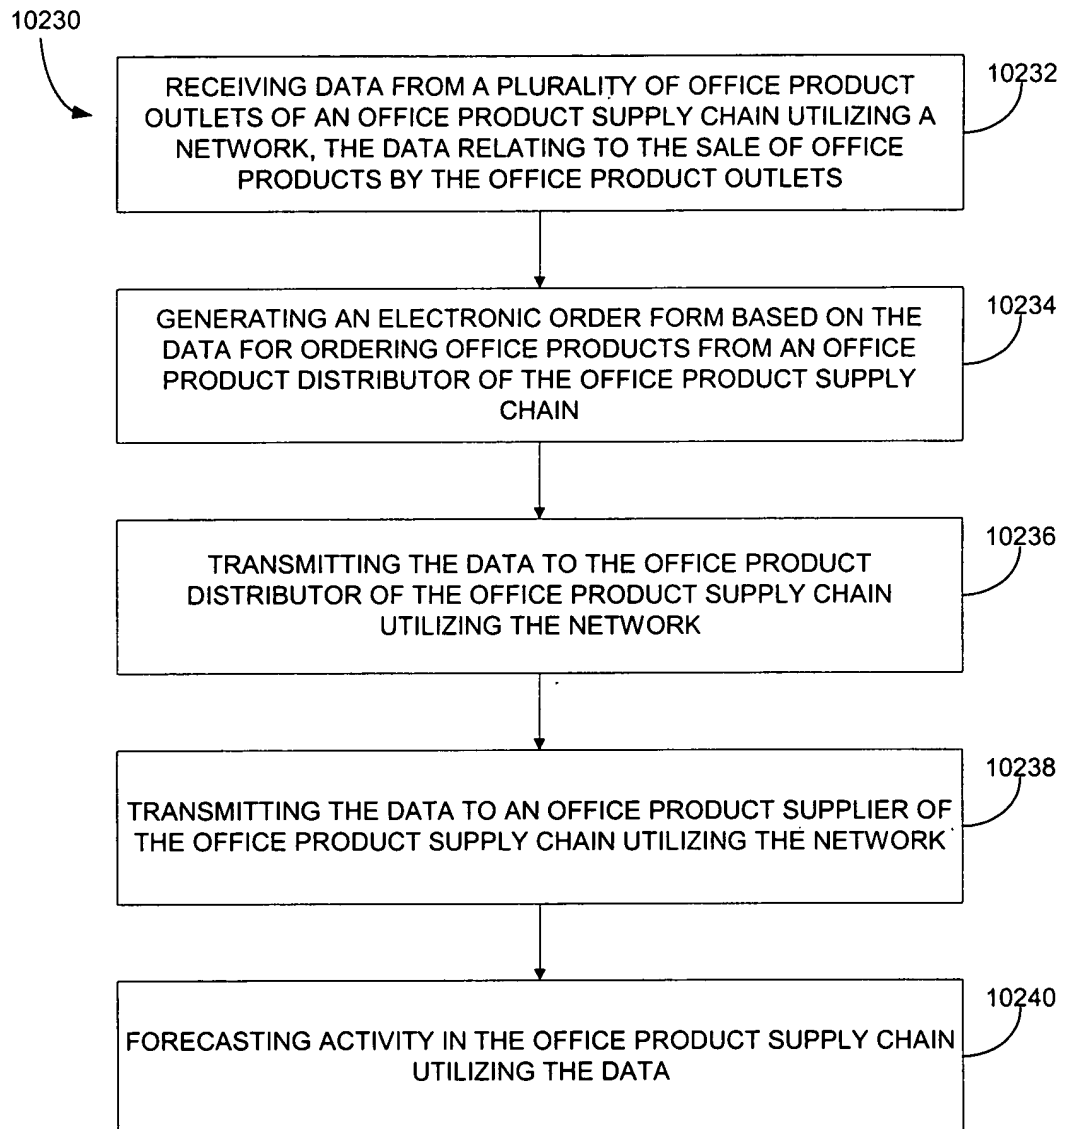 10230
RECEIVING DATA FROM A PLURALITY OF OFFICE PRODUCT
OUTLETS OF AN OFFICE PRODUCT SUPPLY CHAIN UTILIZING A
NETWORK, THE DATA RELATING TO THE SALE OF OFFICE
PRODUCTS BY THE OFFICE PRODUCT OUTLETS
10232
GENERATING AN ELECTRONIC ORDER FORM BASED ON THE
DATA FOR ORDERING OFFICE PRODUCTS FROM AN OFFICE
PRODUCT DISTRIBUTOR OF THE OFFICE PRODUCT SUPPLY
CHAIN
10234
TRANSMITTING THE DATA TO THE OFFICE PRODUCT
DISTRIBUTOR OF THE OFFICE PRODUCT SUPPLY CHAIN
UTILIZING THE NETWORK
10236
TRANSMITTING THE DATA TO AN OFFICE PRODUCT SUPPLIER OF
THE OFFICE PRODUCT SUPPLY CHAIN UTILIZING THE NETWORK
10238
FORECASTING ACTIVITY IN THE OFFICE PRODUCT SUPPLY CHAIN
UTILIZING THE DATA
10240